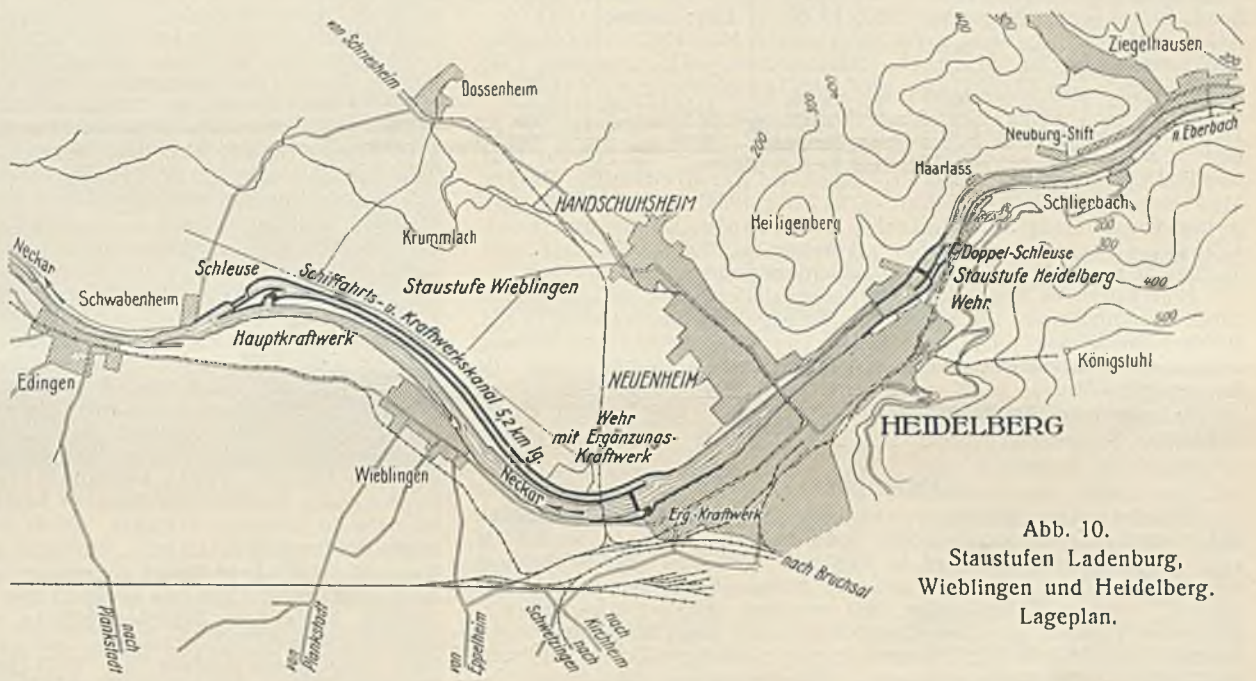 von Schriesheim
Dossenheim
Ziegelhausen
n Eberbach
Neuburg-Stift
Haarlass
Schlierbach
200
300
400
200
300
400
500
HANDSCHUHSHEIM
Heiligenberg
Krummlach
Neckar
Schleuse
Schwabenheim
Schiffahrts- u. Kraftwerkskanal 5,2 km lg.
Staustufe Wieblingen
Doppel-Schleuse
Staustufe Heidelberg
Wehr.
Hauptkraftwerk
Königstuhl
Edingen
NEUENHEIM
HEIDELBERG
Wehr
mit Ergänzungs-
Kraftwerk
Wieblingen
Neckar
Erg.-Kraftwerk
nach Bruchsal
nach
Plankstadt
von
Plankstadt
von
Eppelheim
nach
Schwetzingen
nach
Kirchheim
Abb. 10.
Staustufen Ladenburg,
Wieblingen und Heidelberg.
Lageplan.